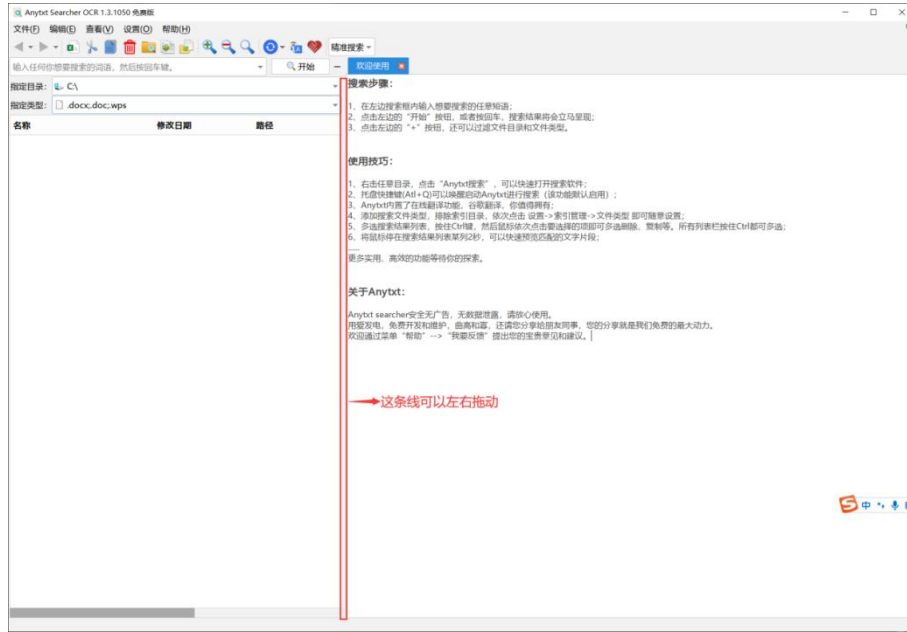 Anytxt Searcher OCR 1.3.1050 免费版
文件(F) 编辑(E) 查看(V) 设置(O) 帮助(H)
精准搜索
输入任何你想要搜索的词语，然后按回车键。 开始 欢迎使用
指定目录： C:\
指定类型： .docx;.doc;.wps
名称 修改日期 路径
搜索步骤：
1、在左边搜索框内输入想要搜索的任意短语；
2、点击左边的“开始”按钮，或者按回车，搜索结果将会立马呈现；
3、点击左边的“+”按钮，还可以过滤文件目录和文件类型。
使用技巧：
1、右击任意目录，点击“Anytxt搜索”，可以快速打开搜索软件；
2、托盘快捷键(Atl+Q)可以唤醒启动Anytxt进行搜索（该功能默认启用）；
3、Anytxt内置了在线翻译功能，谷歌翻译，你值得拥有；
4、添加搜索文件类型，排除索引目录，依次点击 设置->索引管理->文件类型 即可随意设置；
5、多选搜索结果列表，按住Ctrl键，然后鼠标依次点击要选择的项即可多选删除、复制等。所有列表栏按住Ctrl都可多选；
6、将鼠标停在搜索结果列表某列2秒，可以快速预览匹配的文字片段；
......
更多实用、高效的功能等待你的探索。
关于Anytxt：
Anytxt searcher安全无广告，无数据泄露，请放心使用。
用爱发电，免费开发和维护，曲高和寡，还请您分享给朋友同事，您的分享就是我们免费的最大动力。
欢迎通过菜单“帮助”-->“我要反馈”提出您的宝贵意见和建议。
这条线可以左右拖动
中